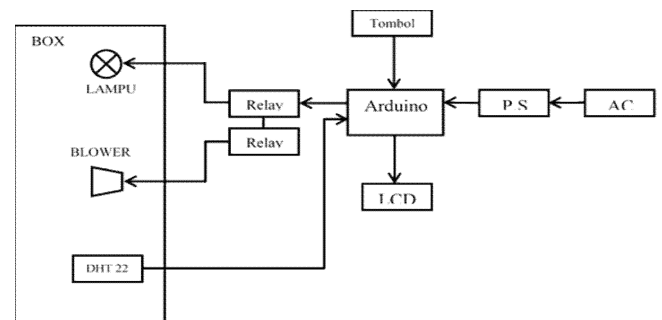 BOX
LAMPU
BLOWER
DHT 22
Relay
Relay
Tombol
Arduino
P.S
AC
LCD